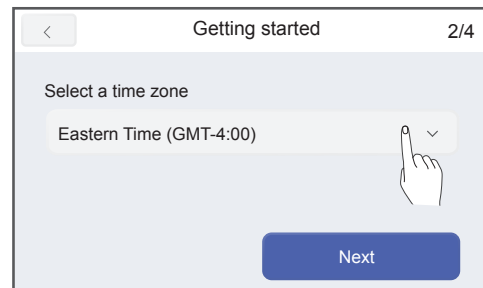 Getting started 2/4
Select a time zone
Eastern Time (GMT-4:00)
Next